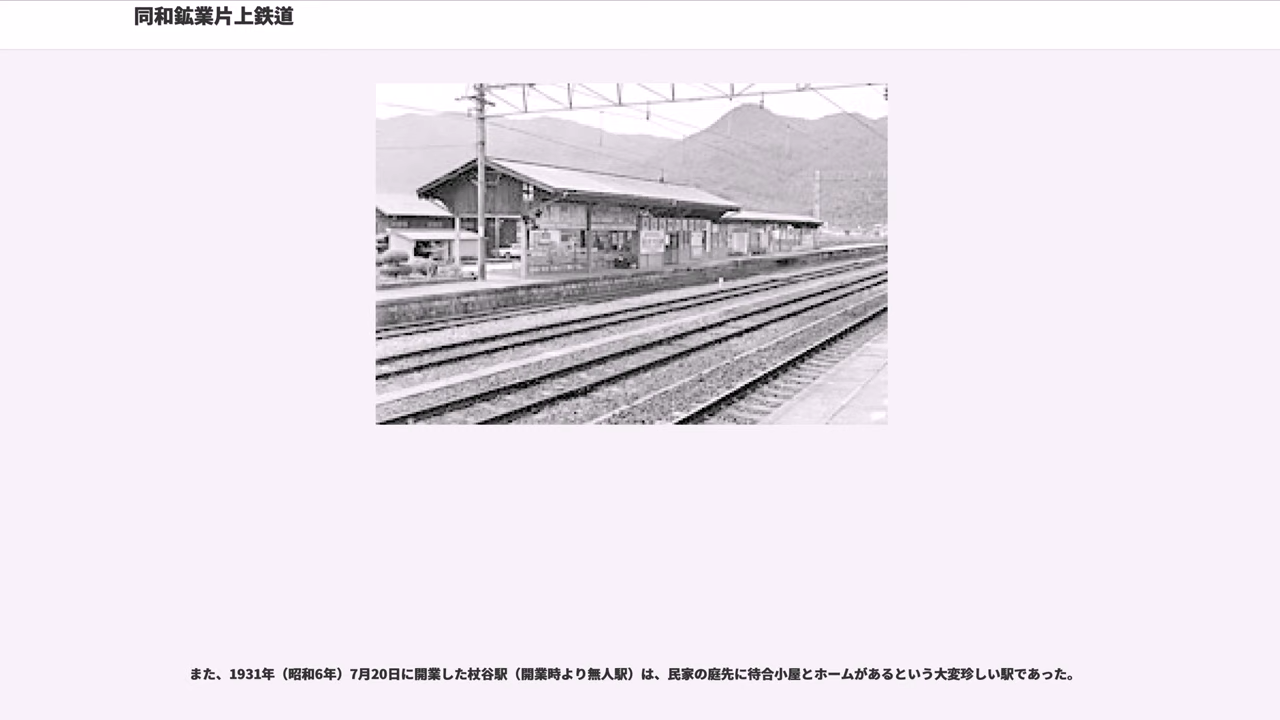 同和鉱業片上鉄道
また、1931年（昭和6年）7月20日に開業した杖谷駅（開業時より無人駅）は、民家の庭先に待合小屋とホームがあるという大変珍しい駅であった。